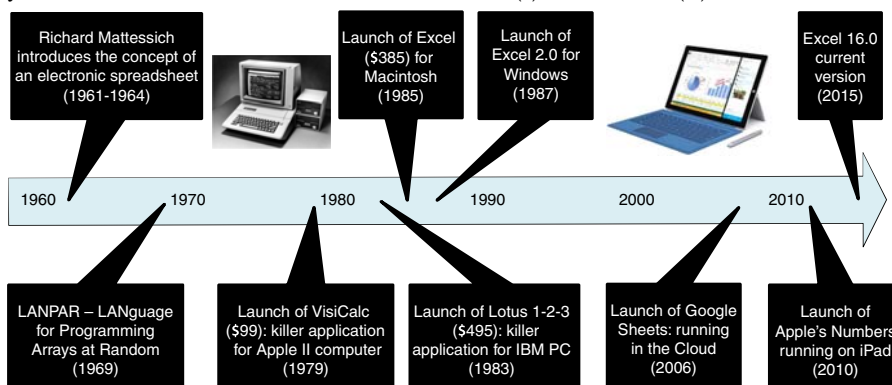 Richard Mattessich
introduces the concept of
an electronic spreadsheet
(1961-1964)
Launch of Excel
($385) for
Macintosh
(1985)
Launch of
Excel 2.0 for
Windows
(1987)
Excel 16.0
current
version
(2015)
1960
1970
1980
1990
2000
2010
LANPAR – LANguage
for Programming
Arrays at Random
(1969)
Launch of VisiCalc
($99): killer application
for Apple II computer
(1979)
Launch of Lotus 1-2-3
($495): killer
application for IBM PC
(1983)
Launch of Google
Sheets: running
in the Cloud
(2006)
Launch of
Apple's Numbers
running on iPad
(2010)